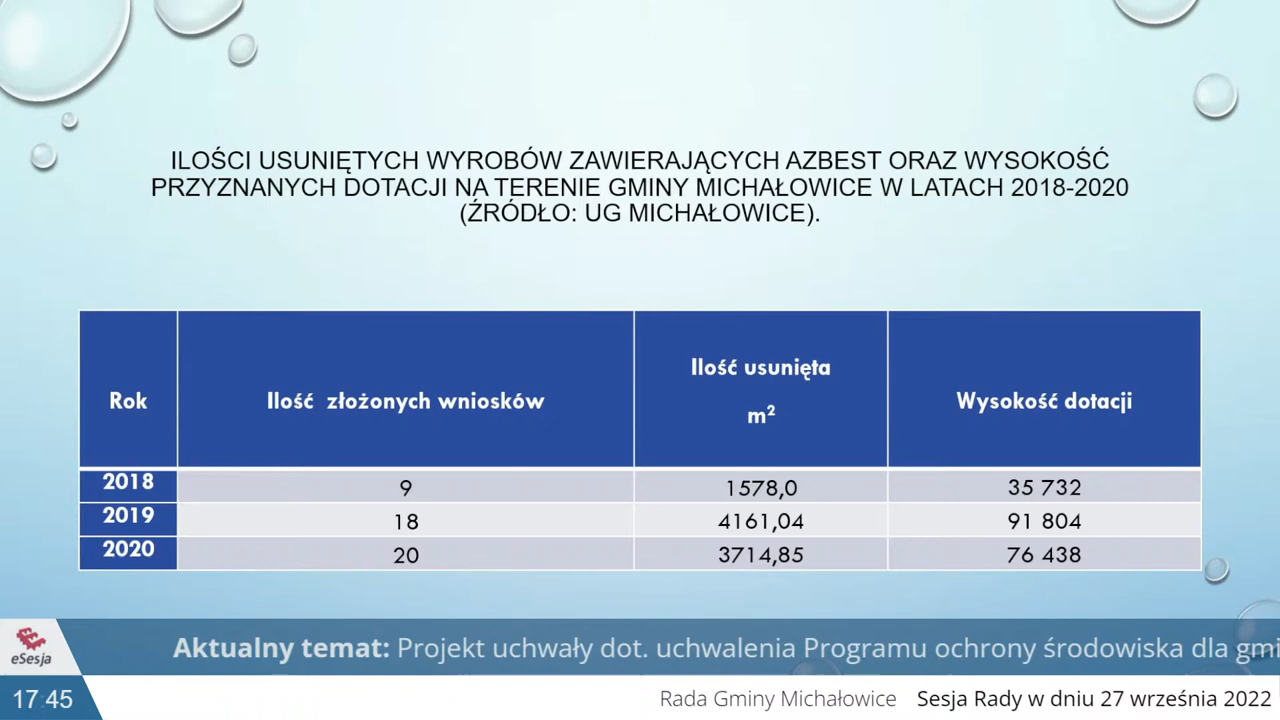 ILOŚCI USUNIĘTYCH WYROBÓW ZAWIERAJĄCYCH AZBEST ORAZ WYSOKOŚĆ
PRZYZNANYCH DOTACJI NA TERENIE GMINY MICHAŁOWICE W LATACH 2018-2020
(ŹRÓDŁO: UG MICHAŁOWICE).
Rok Ilość złożonych wniosków Ilość usunięta m² Wysokość dotacji
2018 9 1578,0 35 732
2019 18 4161,04 91 804
2020 20 3714,85 76 438
eSesja
Aktualny temat: Projekt uchwały dot. uchwalenia Programu ochrony środowiska dla gmi
17:45 Rada Gminy Michałowice Sesja Rady w dniu 27 września 2022